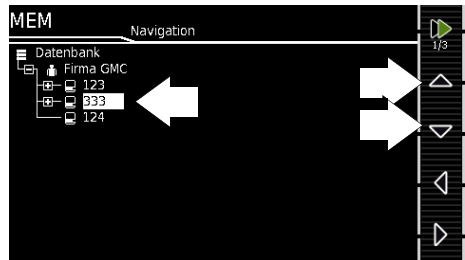 MEM
Navigation
1/3
Datenbank
Firma GMC
123
333
124